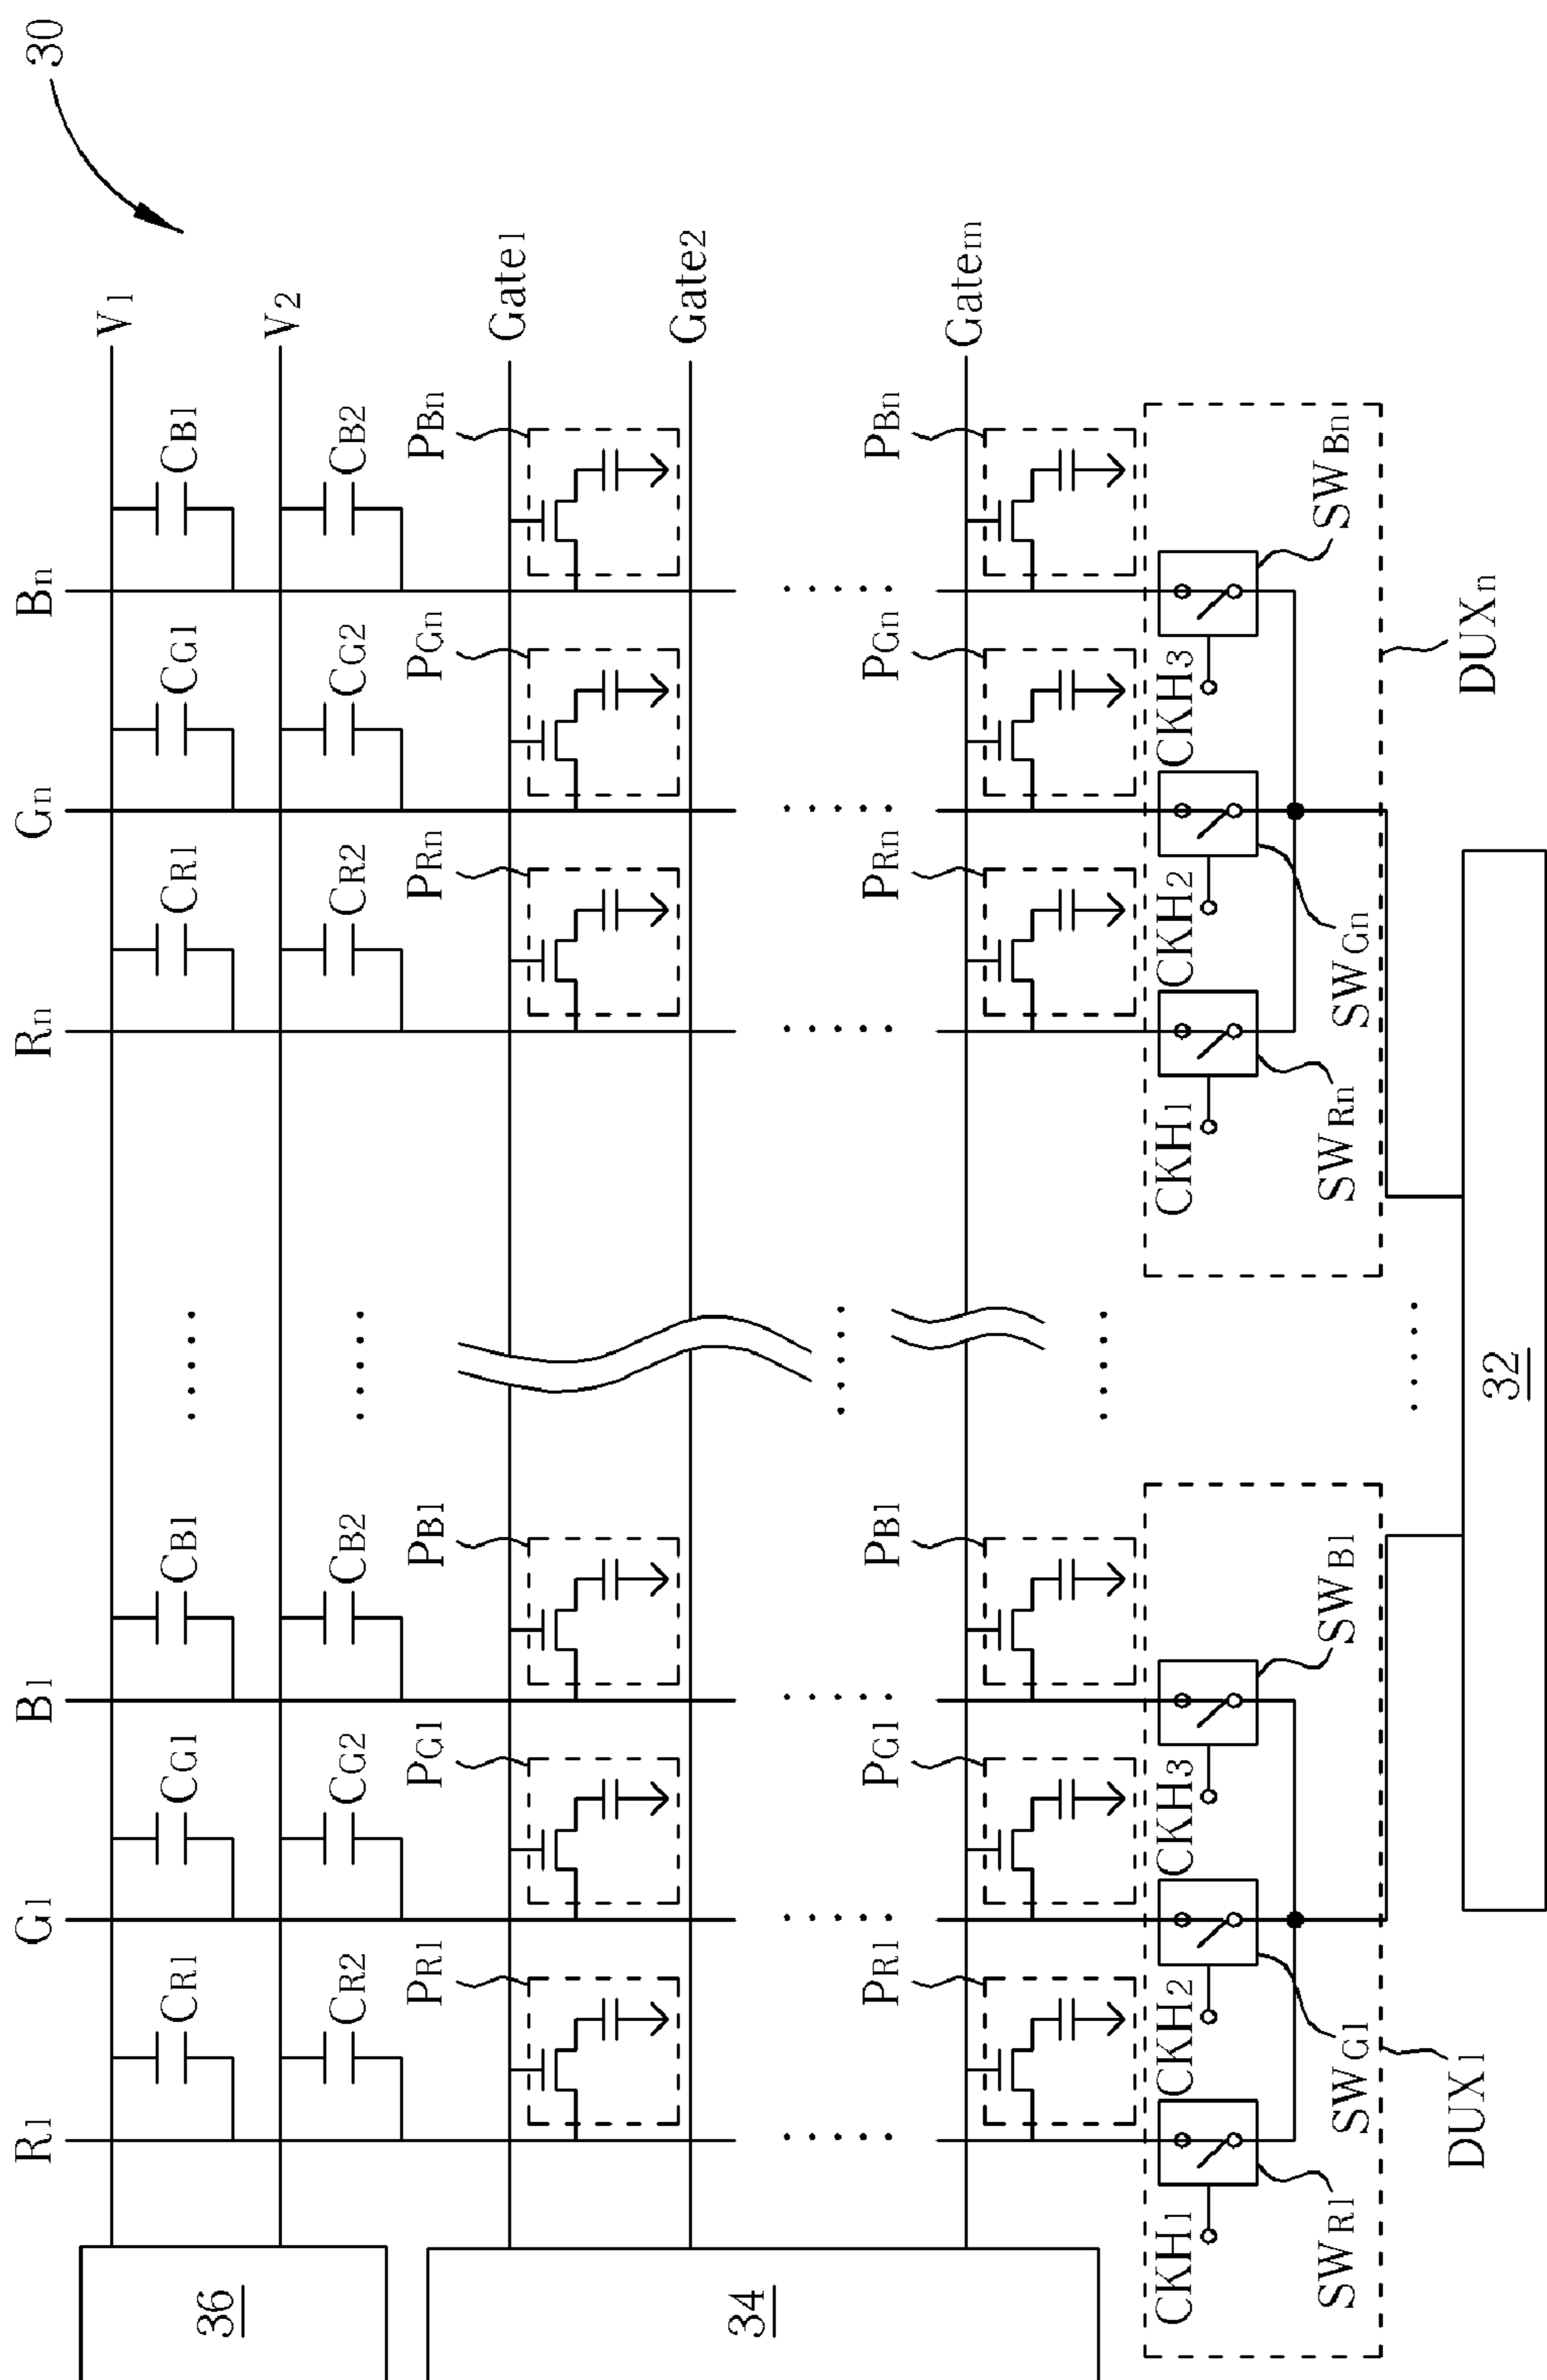 30
R1 G1 B1 Rn Gn Bn
V1
CR1 CG1 CB1 CR1 CG1 CB1
V2
CR2 CG2 CB2 CR2 CG2 CB2
36
Gate1
PR1 PG1 PB1 PRn PGn PBn
Gate2
34
Gatem
PR1 PG1 PB1 PRn PGn PBn
CKH1 CKH2 CKH3 CKH1 CKH2 CKH3
SWR1 SWG1 SWB1 SWRn SWGn SWBn
DUX1 DUXn
32